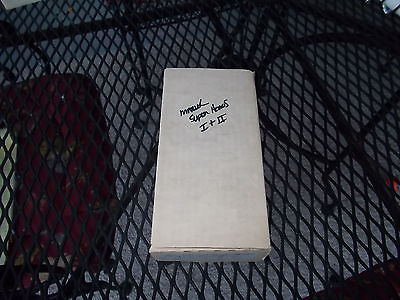 Marvel
Super Heroes
I + II